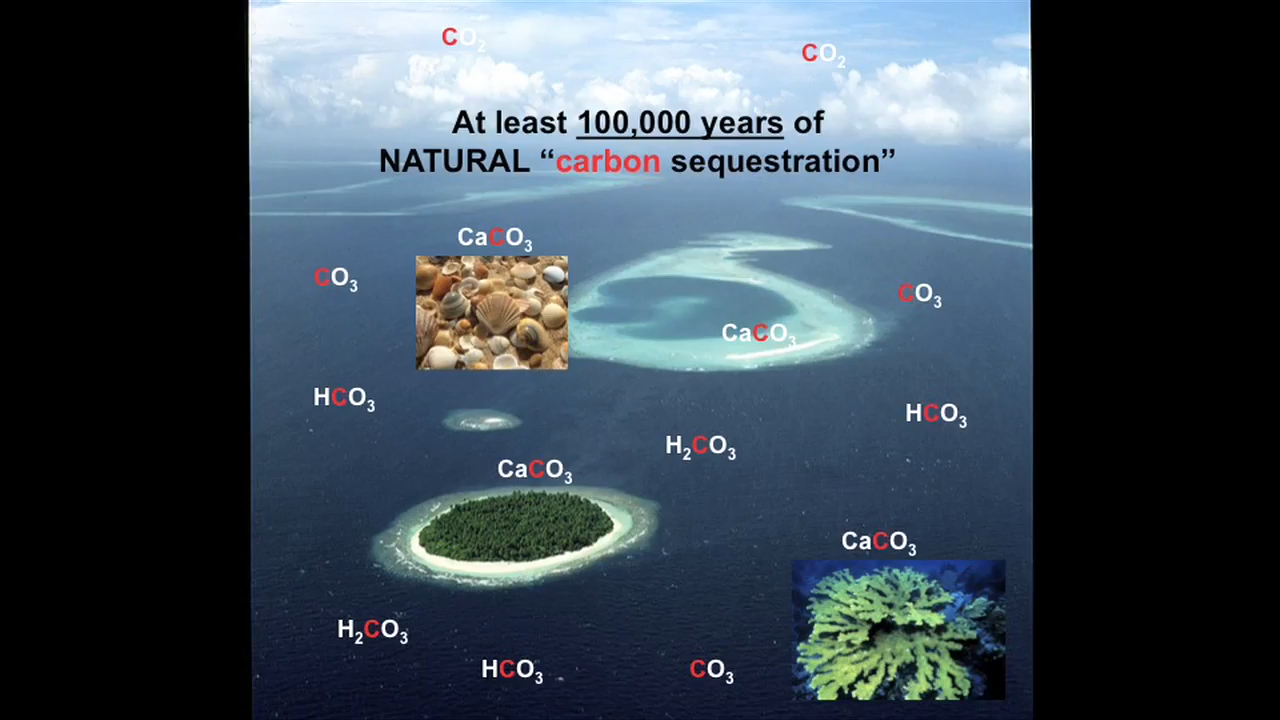 CO₂
CO₂
At least 100,000 years of
NATURAL “carbon sequestration”
CaCO₃
CO₃
CO₃
CaCO₃
HCO₃
HCO₃
H₂CO₃
CaCO₃
CaCO₃
H₂CO₃
HCO₃
CO₃